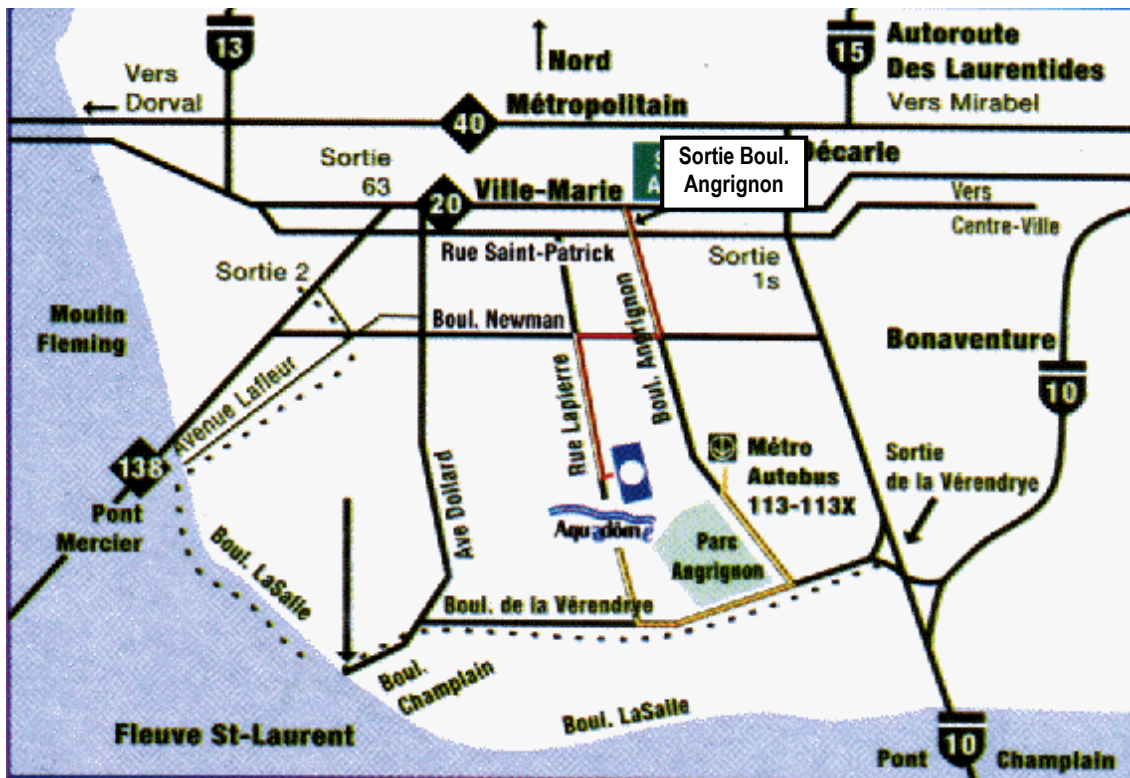 13
Nord
15
Autoroute
Des Laurentides
Vers Mirabel
Vers
Dorval
40
Métropolitain
Sortie Boul.
Angrignon
Décarie
Sortie
63
20
Ville-Marie
Vers
Centre-Ville
Rue Saint-Patrick
Sortie 2
Sortie
1s
Boul. Angrignon
Moulin
Fleming
Boul. Newman
Bonaventure
10
Avenue Lafleur
Rue Lapierre
138
Pont
Mercier
Ave Dollard
Métro
Autobus
113-113X
Sortie
de la Vérendrye
Aquadôme
Parc
Angrignon
Boul. LaSalle
Boul. de la Vérendrye
Boul.
Champlain
Boul. LaSalle
Fleuve St-Laurent
Pont
10
Champlain